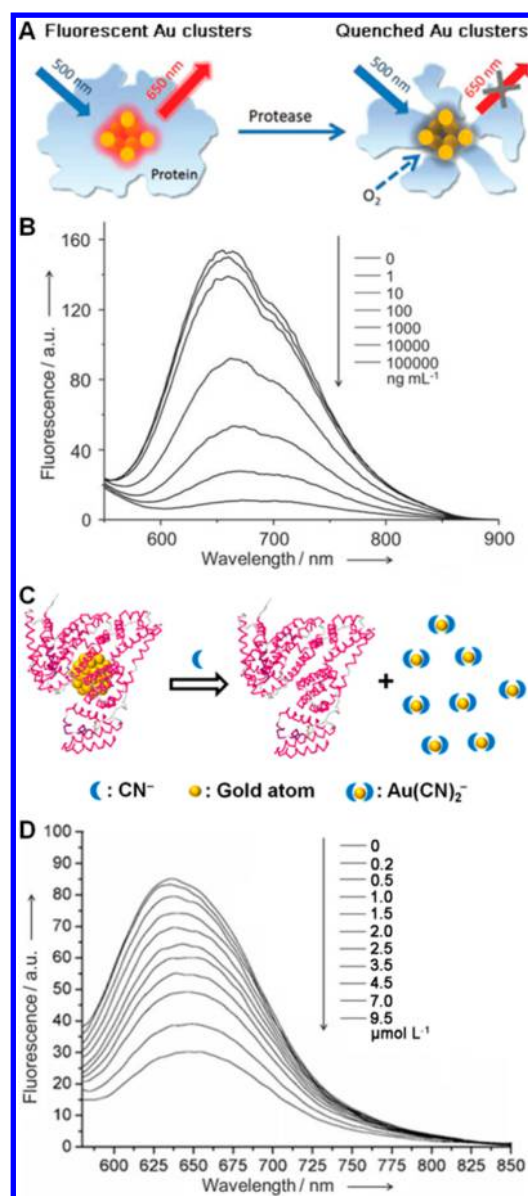 A
Fluorescent Au clusters
Quenched Au clusters
500 nm
650 nm
Protein
Protease
500 nm
650 nm
O₂
B
Fluorescence / a.u.
160
120
80
40
0
0
1
10
100
1000
10000
100000
ng mL⁻¹
600 700 800 900
Wavelength / nm
C
+
: CN⁻ : Gold atom : Au(CN)₂⁻
D
Fluorescence / a.u.
100
90
80
70
60
50
40
30
20
10
0
0
0.2
0.5
1.0
1.5
2.0
2.5
3.5
4.5
7.0
9.5
µmol L⁻¹
600 625 650 675 700 725 750 775 800 825 850
Wavelength / nm